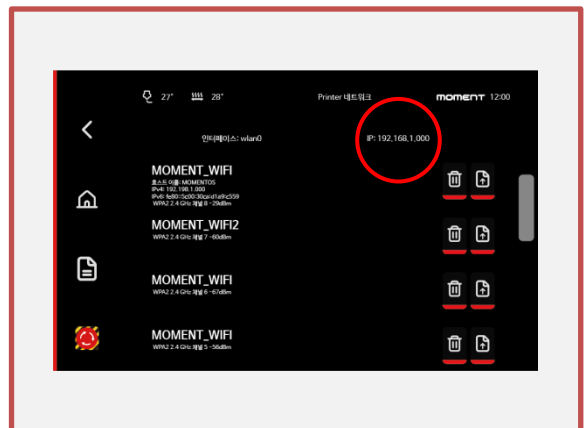 27° 28° Printer 네트워크 MOMENT 12:00
인터페이스: wlan0 IP: 192,168,1,000
MOMENT_WIFI
호스트 이름: MOMENTOS
IPv4: 192.198.1.000
WPA2 2.4 GHz 채널 8 -29dBm
MOMENT_WIFI2
WPA2 2.4 GHz 채널 7 -60dBm
MOMENT_WIFI
WPA2 2.4 GHz 채널 6 -67dBm
MOMENT_WIFI
WPA2 2.4 GHz 채널 5 -56dBm